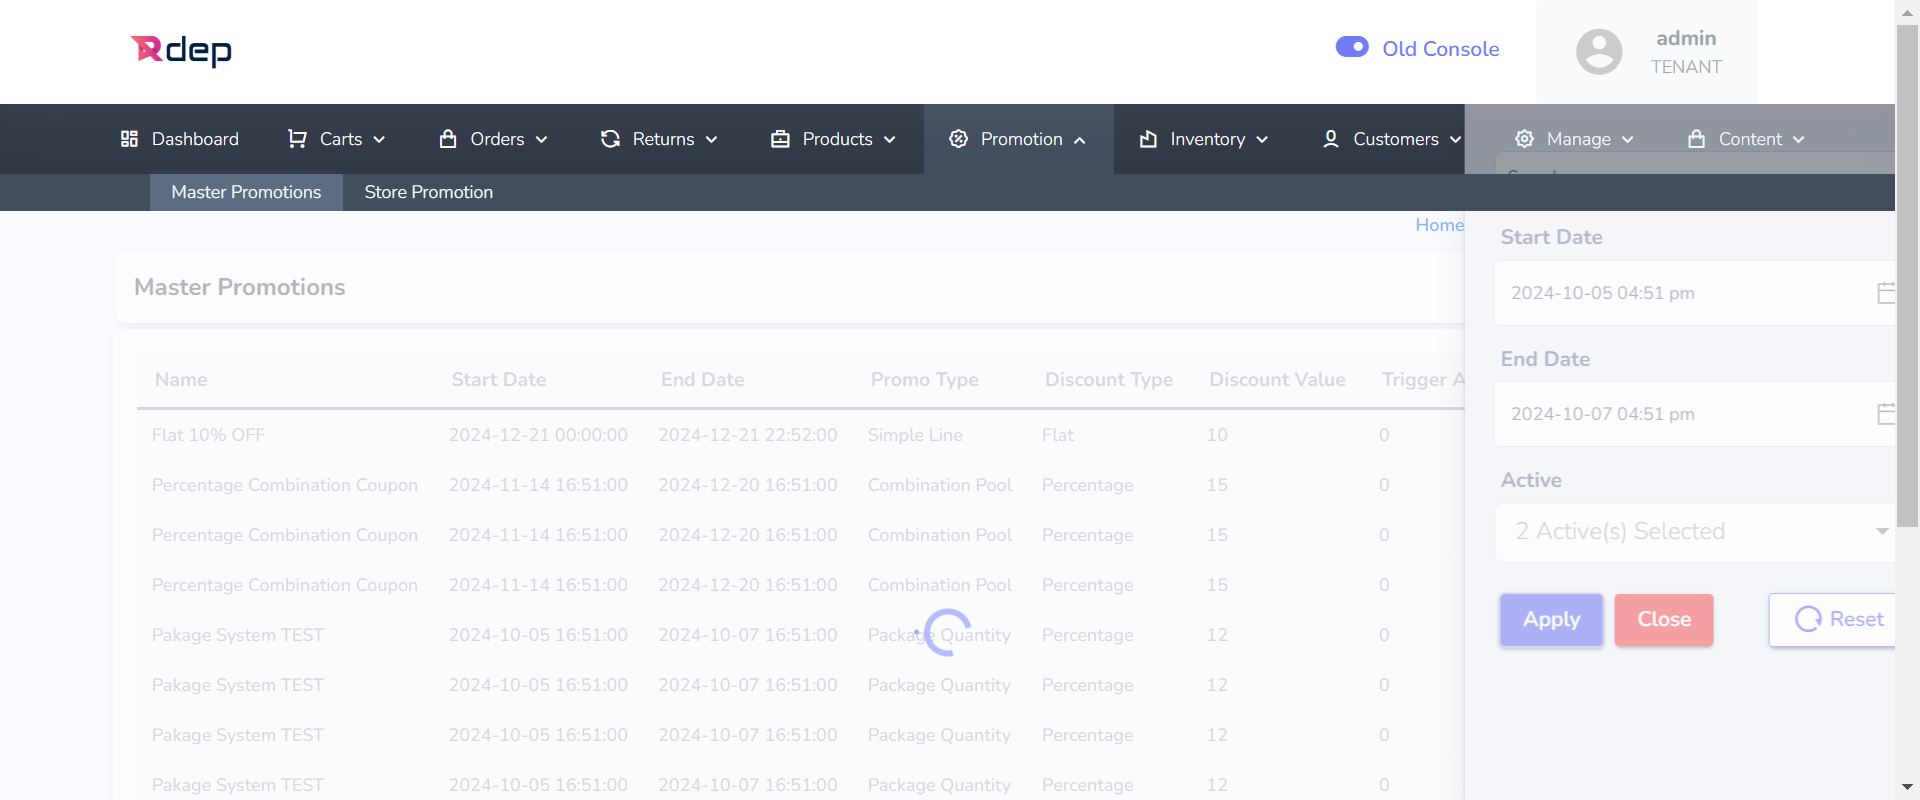 Rdep
Old Console
admin
TENANT
Dashboard Carts Orders Returns Products Promotion Inventory Customers Manage Content
Master Promotions Store Promotion
Home
Master Promotions
Name Start Date End Date Promo Type Discount Type Discount Value Trigger A
Flat 10% OFF 2024-12-21 00:00:00 2024-12-21 22:52:00 Simple Line Flat 10 0
Percentage Combination Coupon 2024-11-14 16:51:00 2024-12-20 16:51:00 Combination Pool Percentage 15 0
Percentage Combination Coupon 2024-11-14 16:51:00 2024-12-20 16:51:00 Combination Pool Percentage 15 0
Percentage Combination Coupon 2024-11-14 16:51:00 2024-12-20 16:51:00 Combination Pool Percentage 15 0
Pakage System TEST 2024-10-05 16:51:00 2024-10-07 16:51:00 Package Quantity Percentage 12 0
Pakage System TEST 2024-10-05 16:51:00 2024-10-07 16:51:00 Package Quantity Percentage 12 0
Pakage System TEST 2024-10-05 16:51:00 2024-10-07 16:51:00 Package Quantity Percentage 12 0
Pakage System TEST 2024-10-05 16:51:00 2024-10-07 16:51:00 Package Quantity Percentage 12 0
Start Date
2024-10-05 04:51 pm
End Date
2024-10-07 04:51 pm
Active
2 Active(s) Selected
Apply Close Reset